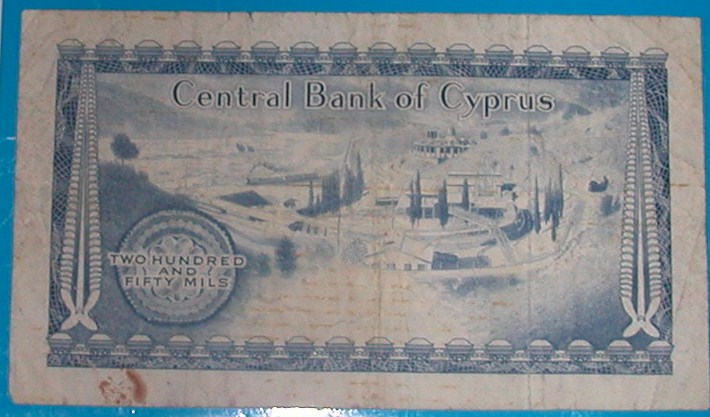 Central Bank of Cyprus
TWO HUNDRED
AND
FIFTY MILS